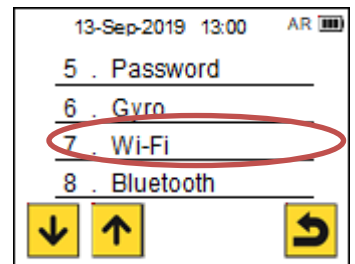 13-Sep-2019 13:00 AR
5 . Password
6 . Gyro
7 . Wi-Fi
8 . Bluetooth